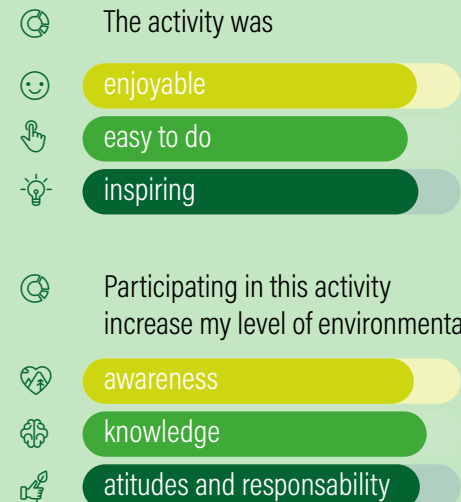 The activity was
enjoyable
easy to do
inspiring
Participating in this activity
increase my level of environmenta
awareness
knowledge
atitudes and responsability